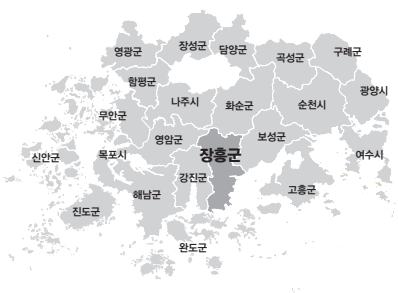 영광군
장성군
담양군
곡성군
구례군
함평군
나주시
화순군
순천시
광양시
무안군
영암군
보성군
신안군
목포시
장흥군
여수시
강진군
해남군
고흥군
진도군
완도군